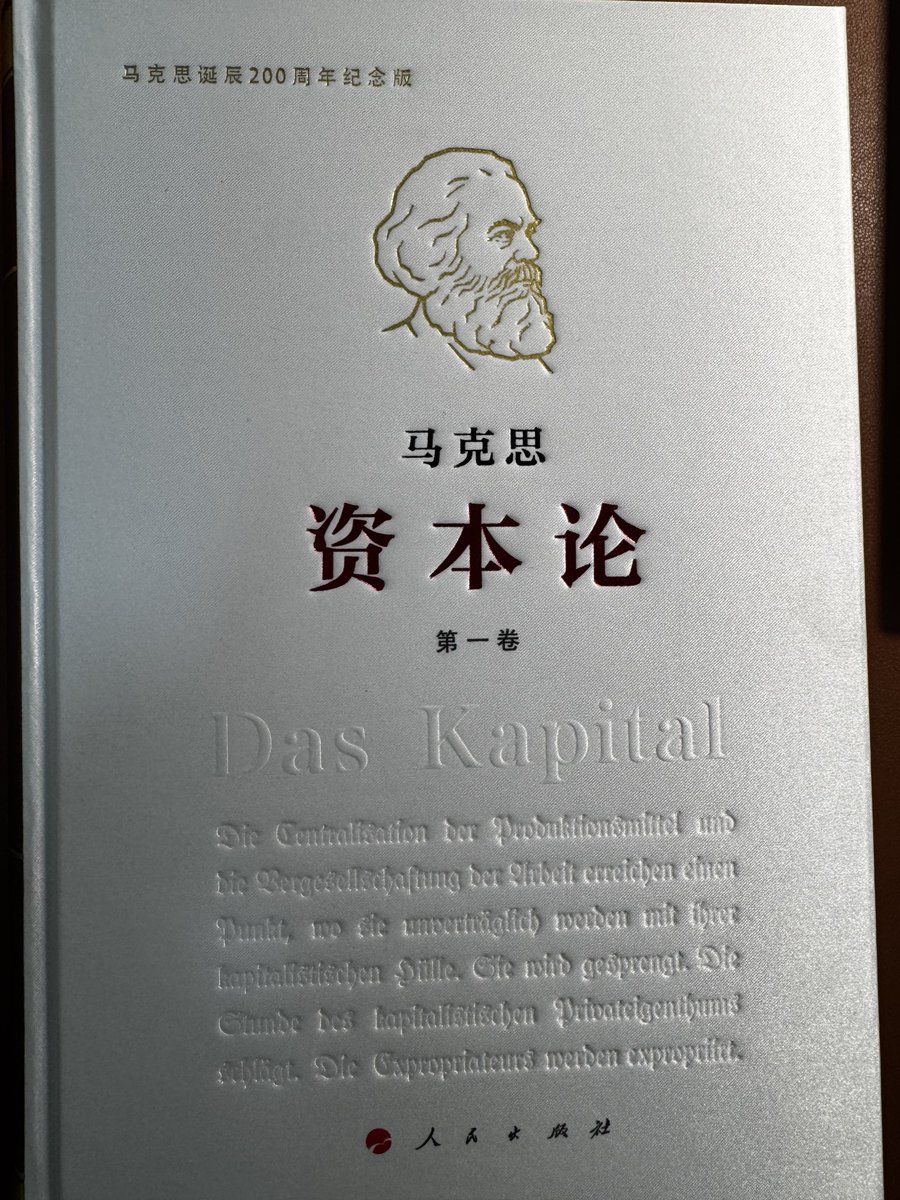 马克思诞辰200周年纪念版
马克思
资本论
第一卷
Das Kapital
Die Centralisation der Produktionsmittel und
die Vergesellschaftung der Arbeit erreichen einen
Punkt, wo sie unverträglich werden mit ihrer
kapitalistischen Hülle. Sie wird gesprengt. Die
Stunde des kapitalistischen Privateigenthums
schlägt. Die Expropriateurs werden expropriirt.
人民出版社